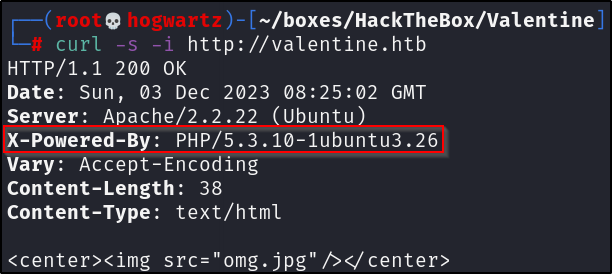 ┌──(root💀hogwartz)-[~/boxes/HackTheBox/Valentine]
└─# curl -s -i http://valentine.htb
HTTP/1.1 200 OK
Date: Sun, 03 Dec 2023 08:25:02 GMT
Server: Apache/2.2.22 (Ubuntu)
X-Powered-By: PHP/5.3.10-1ubuntu3.26
Vary: Accept-Encoding
Content-Length: 38
Content-Type: text/html

<center><img src="omg.jpg"/></center>